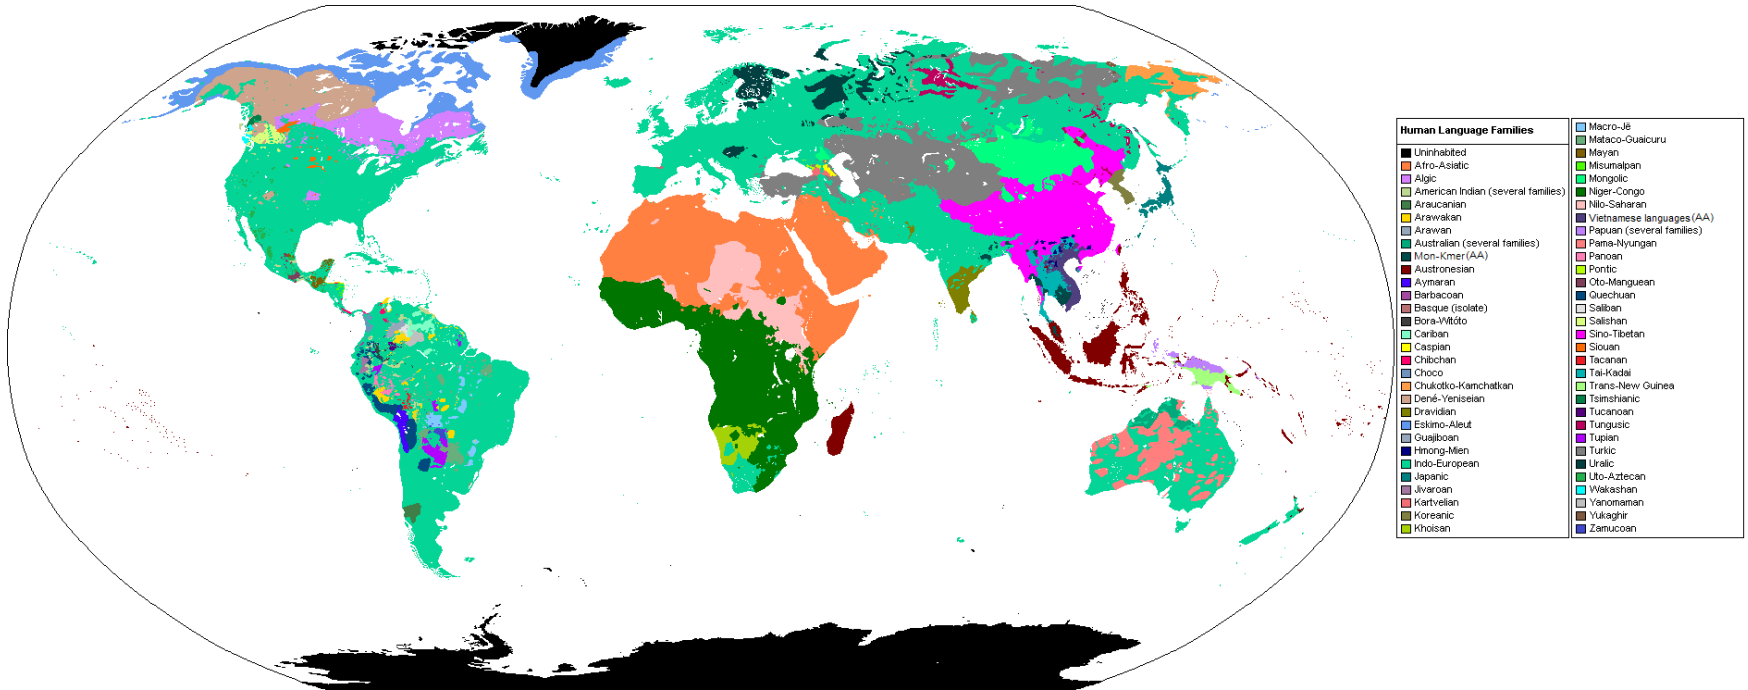 Human Language Families
Uninhabited
Afro-Asiatic
Algic
American Indian (several families)
Araucanian
Arawakan
Arawan
Australian (several families)
Mon-Kmer (AA)
Austronesian
Aymaran
Barbacoan
Basque (isolate)
Bora-Witóto
Cariban
Caspian
Chibchan
Choco
Chukotko-Kamchatkan
Dené-Yeniseian
Dravidian
Eskimo-Aleut
Guajiboan
Hmong-Mien
Indo-European
Japanic
Jivaroan
Kartvelian
Koreanic
Khoisan
Macro-Jê
Mataco-Guaicuru
Mayan
Misumalpan
Mongolic
Niger-Congo
Nilo-Saharan
Vietnamese languages (AA)
Papuan (several families)
Pama-Nyungan
Panoan
Pontic
Oto-Manguean
Quechuan
Saliban
Salishan
Sino-Tibetan
Siouan
Tacanan
Tai-Kadai
Trans-New Guinea
Tsimshianic
Tucanoan
Tungusic
Tupian
Turkic
Uralic
Uto-Aztecan
Wakashan
Yanomaman
Yukaghir
Zamucoan